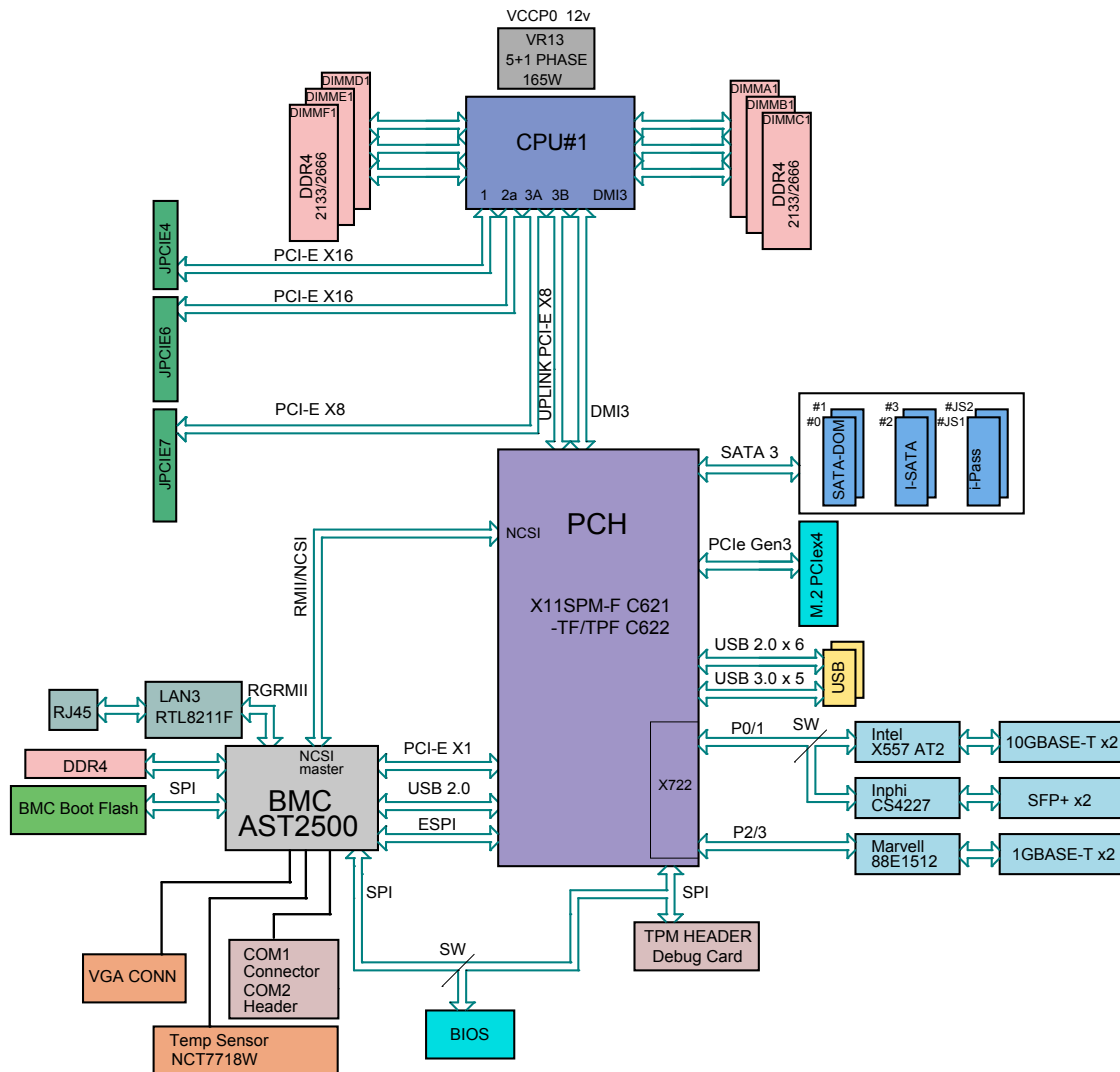 VCCP0 12v
VR13
5+1 PHASE
165W
DIMMD1
DIMME1
DIMMF1
DDR4
2133/2666
DIMMA1
DIMMB1
DIMMC1
DDR4
2133/2666
CPU#1
1 2a 3A 3B DMI3
JPCIE4
PCI-E X16
JPCIE6
PCI-E X16
JPCIE7
PCI-E X8
UPLINK PCI-E X8
DMI3
#1 #3 #JS2
#0 #2 #JS1
SATA-DOM
I-SATA
i-Pass
SATA 3
NCSI
PCH
X11SPM-F C621
-TF/TPF C622
PCIe Gen3
M.2 PCIex4
RMII/NCSI
USB 2.0 x 6
USB 3.0 x 5
USB
RJ45
LAN3
RTL8211F
RGRMII
X722
P0/1
SW
Intel
X557 AT2
10GBASE-T x2
Inphi
CS4227
SFP+ x2
P2/3
Marvell
88E1512
1GBASE-T x2
DDR4
BMC Boot Flash
SPI
NCSI
master
BMC
AST2500
PCI-E X1
USB 2.0
ESPI
SPI
SPI
SW
TPM HEADER
Debug Card
BIOS
VGA CONN
COM1
Connector
COM2
Header
Temp Sensor
NCT7718W